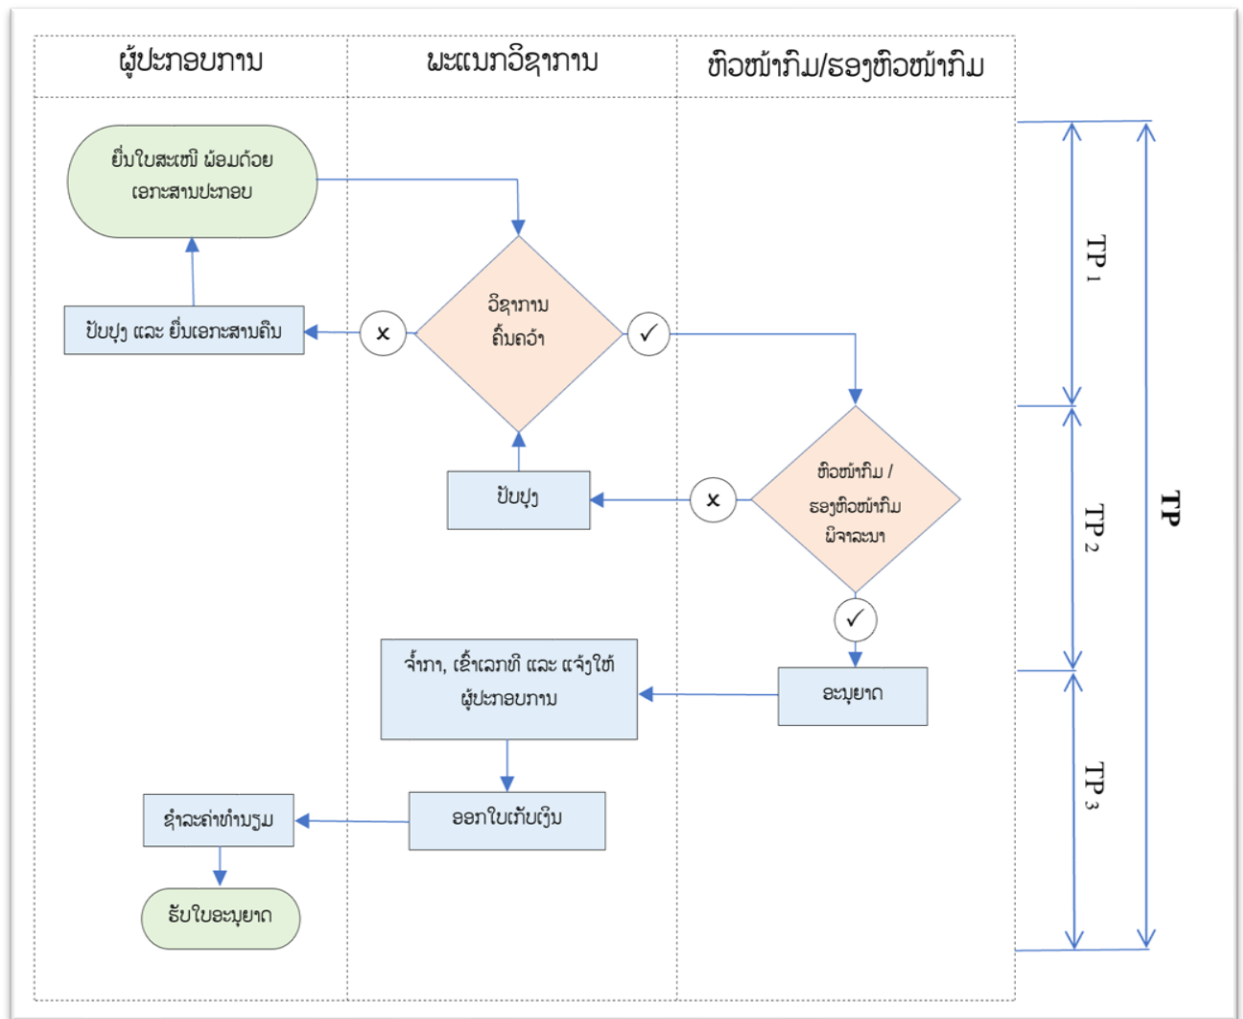 ຜູ້ປະກອບການ
ພະແນກວິຊາການ
ຫົວໜ້າກົມ/ຮອງຫົວໜ້າກົມ
ຍື່ນໃບສະເໜີ ພ້ອມດ້ວຍ
ເອກະສານປະກອບ
ວິຊາການ
ຄົ້ນຄວ້າ
ປັບປຸງ ແລະ ຍື່ນເອກະສານຄືນ
x
✓
ຫົວໜ້າກົມ /
ຮອງຫົວໜ້າກົມ
ພິຈາລະນາ
x
ປັບປຸງ
✓
ອະນຸຍາດ
ຈໍ້າກາ, ເຂົ້າເລກທີ ແລະ ແຈ້ງໃຫ້
ຜູ້ປະກອບການ
ອອກໃບເກັບເງິນ
ຊໍາລະຄ່າທໍານຽມ
ຮັບໃບອະນຸຍາດ
TP 1
TP 2
TP 3
TP